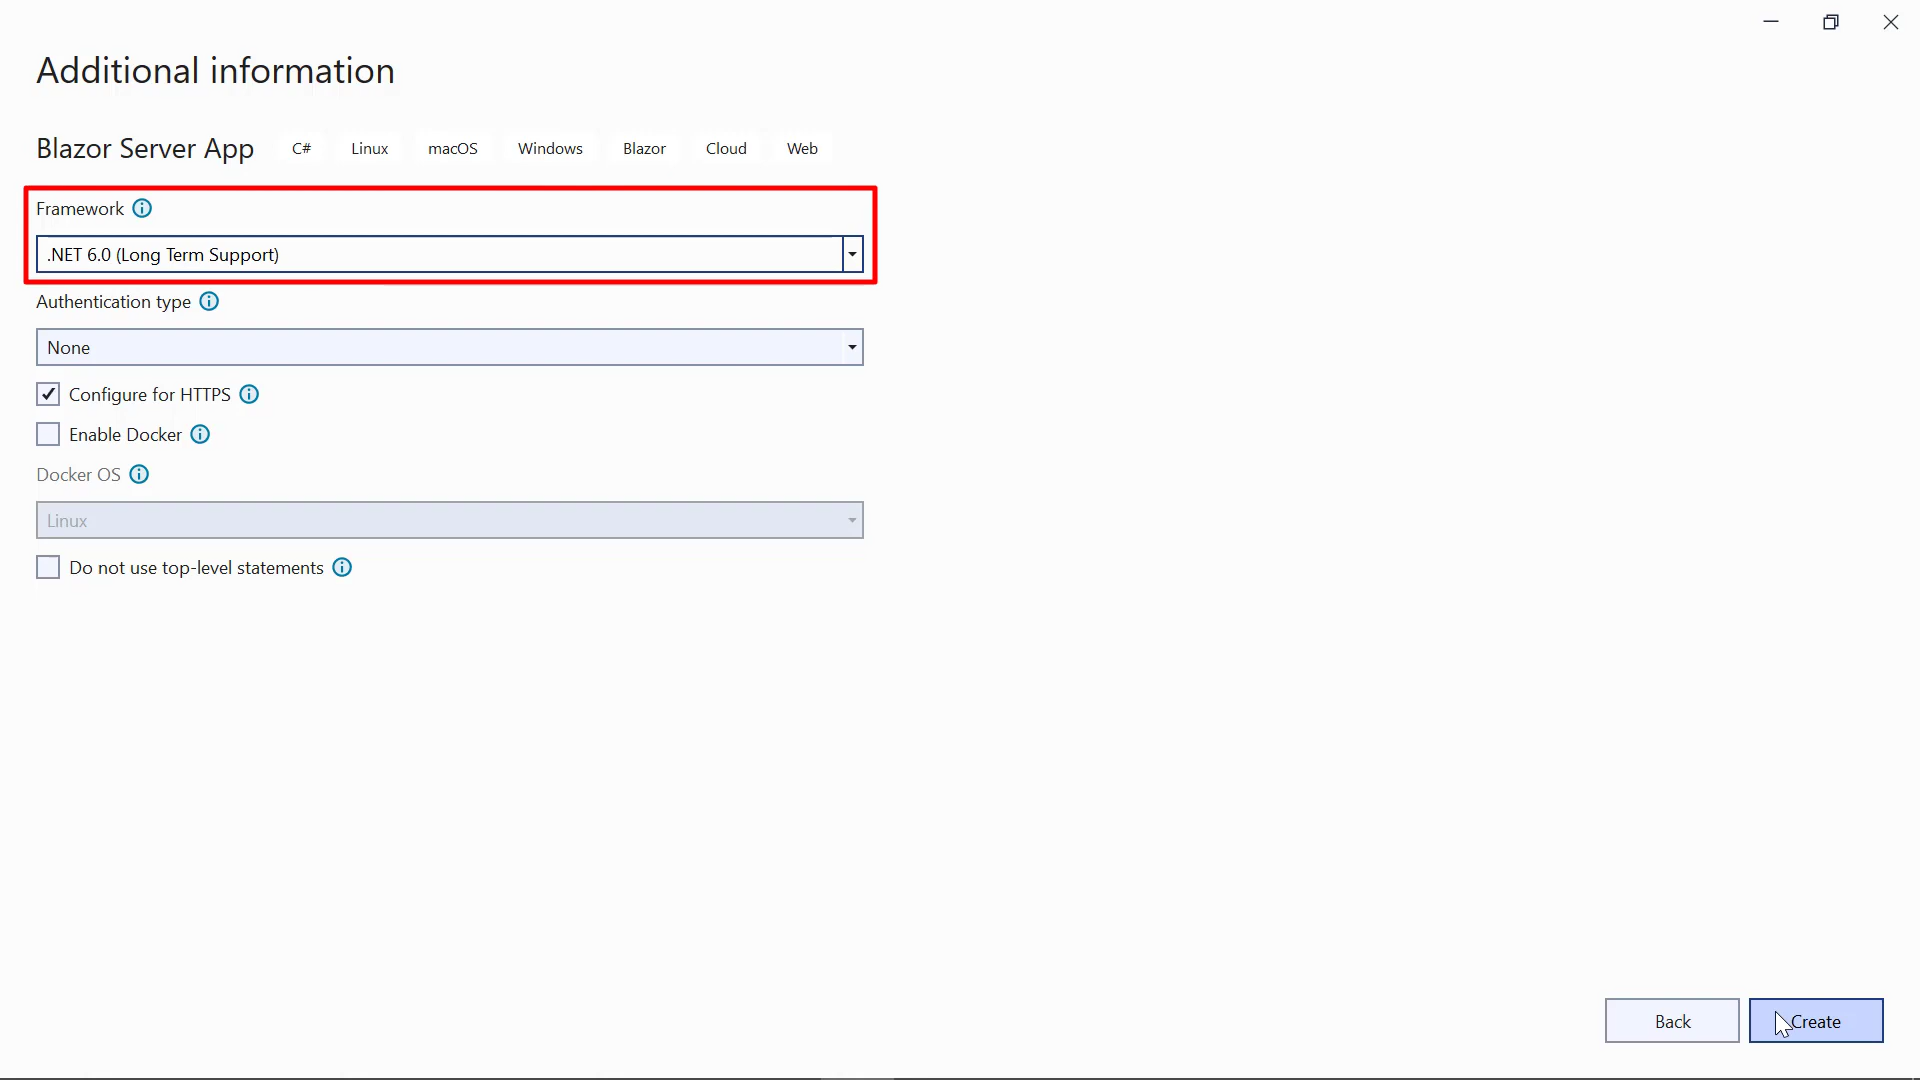 Additional information
Blazor Server App C# Linux macOS Windows Blazor Cloud Web
Framework
.NET 6.0 (Long Term Support)
Authentication type
None
Configure for HTTPS
Enable Docker
Docker OS
Linux
Do not use top-level statements
Back Create